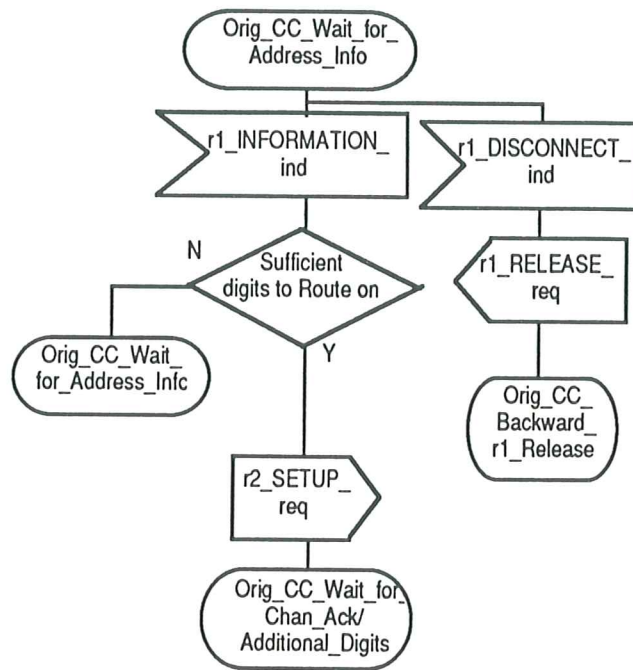 Orig_CC_Wait_for_
Address_Info
r1_INFORMATION_
ind
r1_DISCONNECT_
ind
N
Sufficient
digits to Route on
r1_RELEASE_
req
Y
Orig_CC_Wait_
for_Address_Infc
Orig_CC_
Backward_
r1_Release
r2_SETUP_
req
Orig_CC_Wait_for_
Chan_Ack/
Additional_Digits